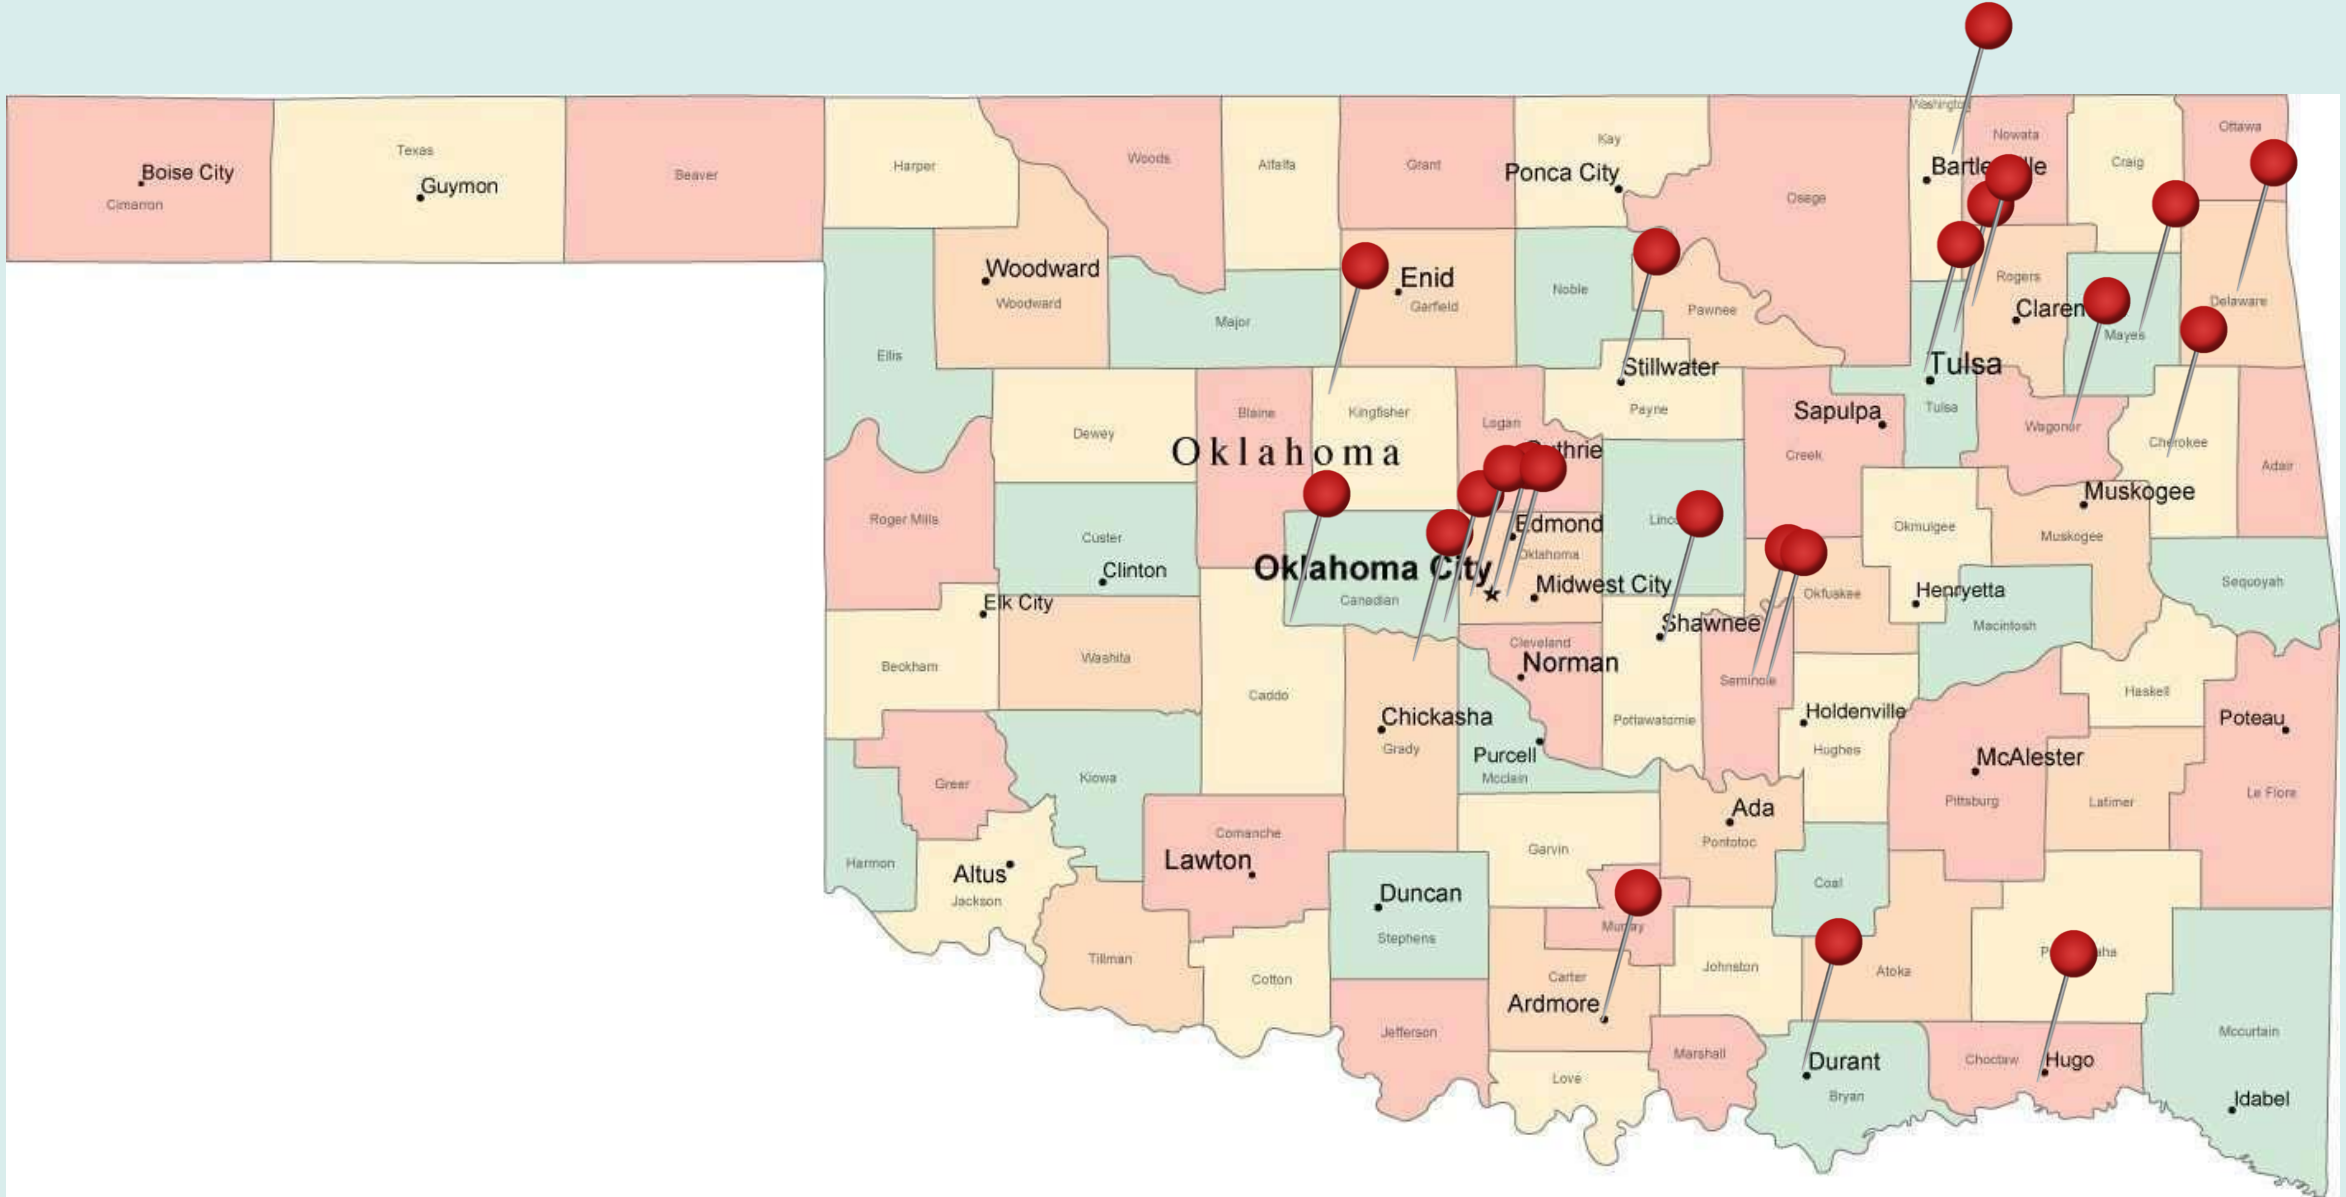 Washingto
Nowata
Ottawa
Kay
Craig
Texas
Woods
Alfalfa
Grant
Harper
Beaver
Boise City
Ponca City
Guymon
Osage
Cimarron
Woodward
Enid
Rogers
Noble
Delaware
Woodward
Garfield
Claren
Pawnee
Major
Mayes
Ellis
Tulsa
Stillwater
Blaine
Kingfisher
Payne
Tulsa
Sapulpa
Logan
Wagoner
Dewey
Cherokee
Oklahoma
Creek
Adair
Muskogee
Roger Mills
Edmond
Okmulgee
Custer
Muskogee
Oklahoma
Clinton
Oklahoma City
Midwest City
Sequoyah
Henryetta
Okfuskee
Elk City
Canadian
Shawnee
Macintosh
Cleveland
Norman
Washita
Beckham
Seminole
Haskell
Caddo
Holdenville
Chickasha
Pottawatomie
Poteau
Grady
Hughes
Purcell
McAlester
Mcclain
Kiowa
Greer
Le Flore
Pittsburg
Latimer
Ada
Comanche
Pontotoc
Garvin
Lawton
Harmon
Altus
Coal
Duncan
Jackson
Stephens
Tillman
Johnston
Atoka
Carter
Cotton
Ardmore
Jefferson
Mccurtain
Marshall
Choctaw
Hugo
Durant
Love
Bryan
Idabel